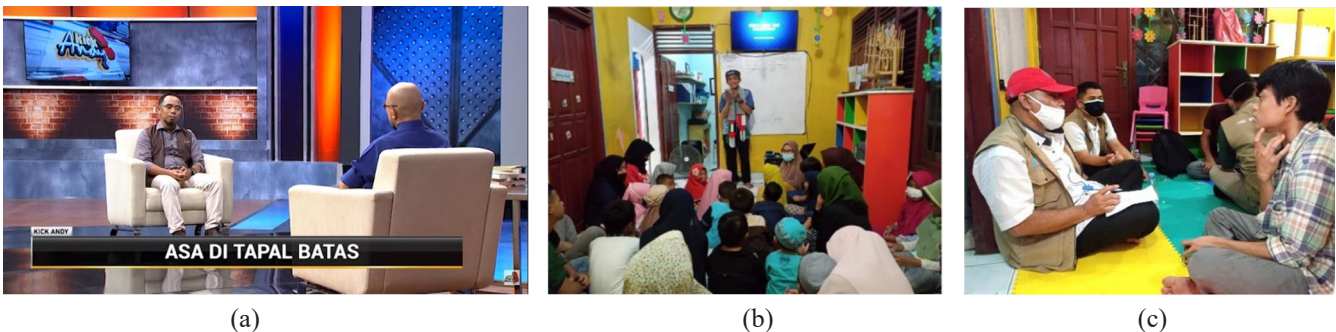 Kick
Andy
KICK ANDY
ASA DI TAPAL BATAS
(a)
(b)
(c)